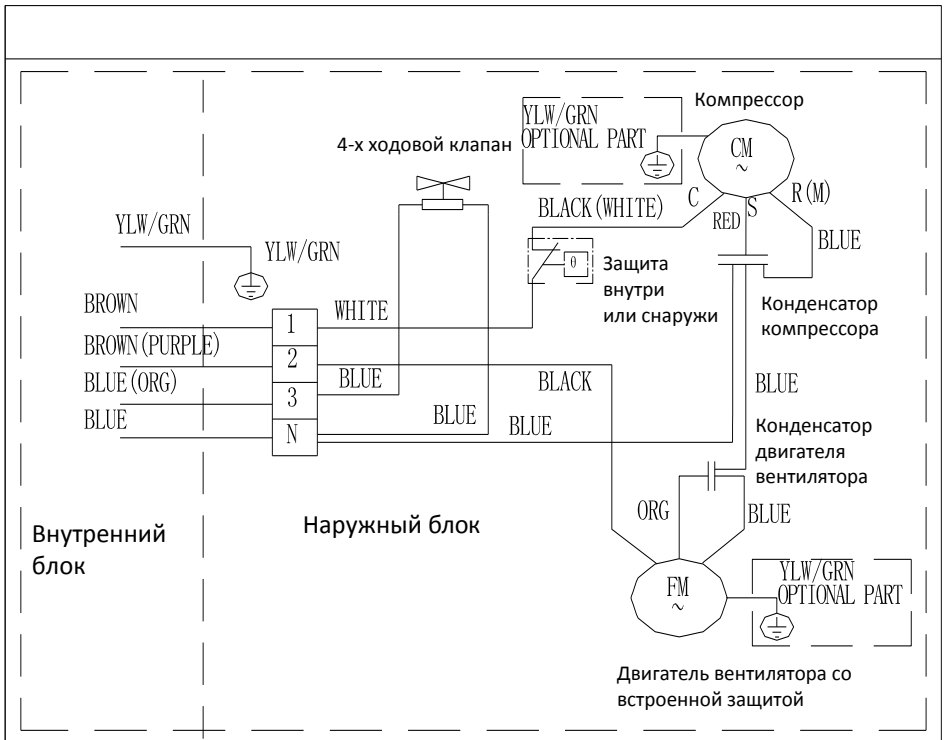 Компрессор
YLW/GRN
OPTIONAL PART
4-х ходовой клапан
CM
~
C
S
R(M)
BLACK(WHITE)
RED
BLUE
YLW/GRN
YLW/GRN
θ
Защита
внутри
или снаружи
Конденсатор
компрессора
BROWN
1
WHITE
BROWN(PURPLE)
2
BLUE
BLACK
BLUE
BLUE(ORG)
3
BLUE
N
BLUE
BLUE
Конденсатор
двигателя
вентилятора
ORG
BLUE
Внутренний
блок
Наружный блок
FM
~
YLW/GRN
OPTIONAL PART
Двигатель вентилятора со
встроенной защитой